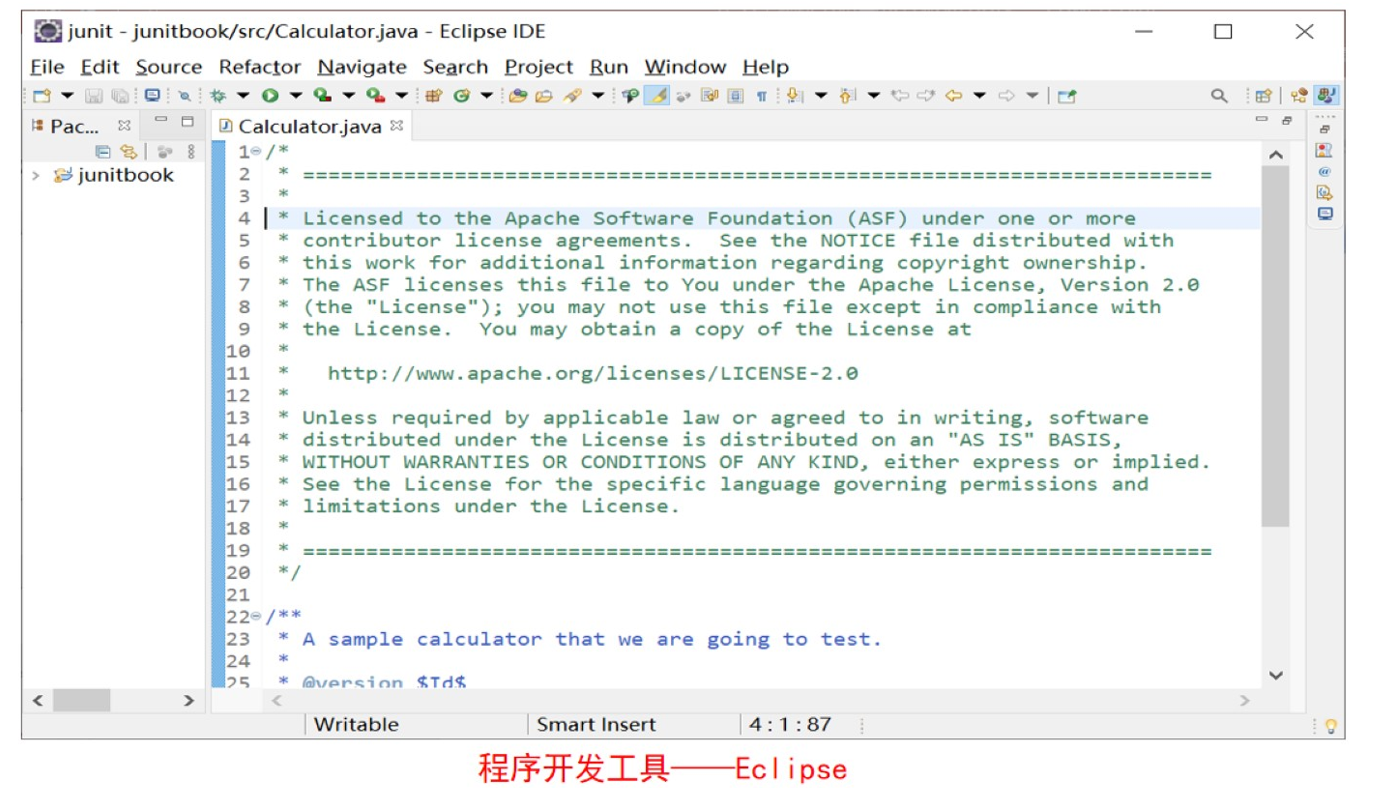 junit - junitbook/src/Calculator.java - Eclipse IDE
File Edit Source Refactor Navigate Search Project Run Window Help
Pac...
Calculator.java
junitbook
1 /*
2 * ========================================================================
3 *
4 * Licensed to the Apache Software Foundation (ASF) under one or more
5 * contributor license agreements.  See the NOTICE file distributed with
6 * this work for additional information regarding copyright ownership.
7 * The ASF licenses this file to You under the Apache License, Version 2.0
8 * (the "License"); you may not use this file except in compliance with
9 * the License.  You may obtain a copy of the License at
10 *
11 *   http://www.apache.org/licenses/LICENSE-2.0
12 *
13 * Unless required by applicable law or agreed to in writing, software
14 * distributed under the License is distributed on an "AS IS" BASIS,
15 * WITHOUT WARRANTIES OR CONDITIONS OF ANY KIND, either express or implied.
16 * See the License for the specific language governing permissions and
17 * limitations under the License.
18 *
19 * ========================================================================
20 */
21
22 /**
23 * A sample calculator that we are going to test.
24 *
25 * @version $Id$
Writable Smart Insert 4 : 1 : 87
程序开发工具——Eclipse